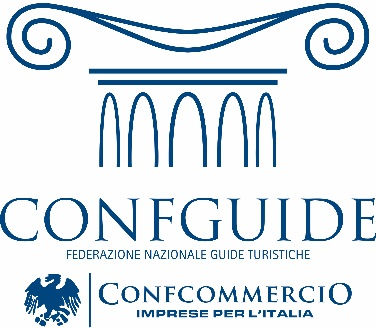 CONFGUIDE
FEDERAZIONE NAZIONALE GUIDE TURISTICHE
CONFCOMMERCIO
IMPRESE PER L'ITALIA